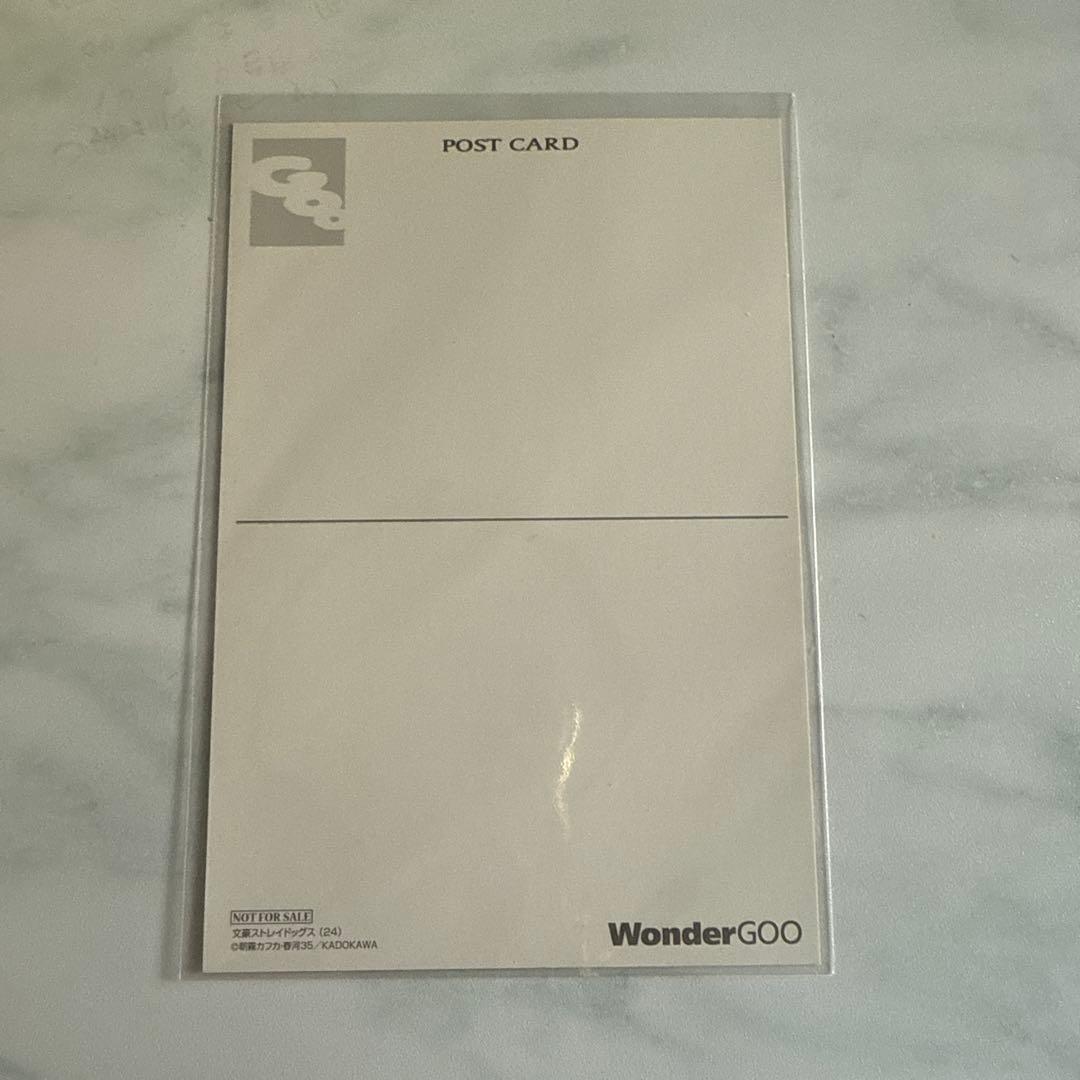 POST CARD
Goo
NOT FOR SALE
文豪ストレイドッグス (24)
©朝霧カフカ・春河35／KADOKAWA
WonderGOO